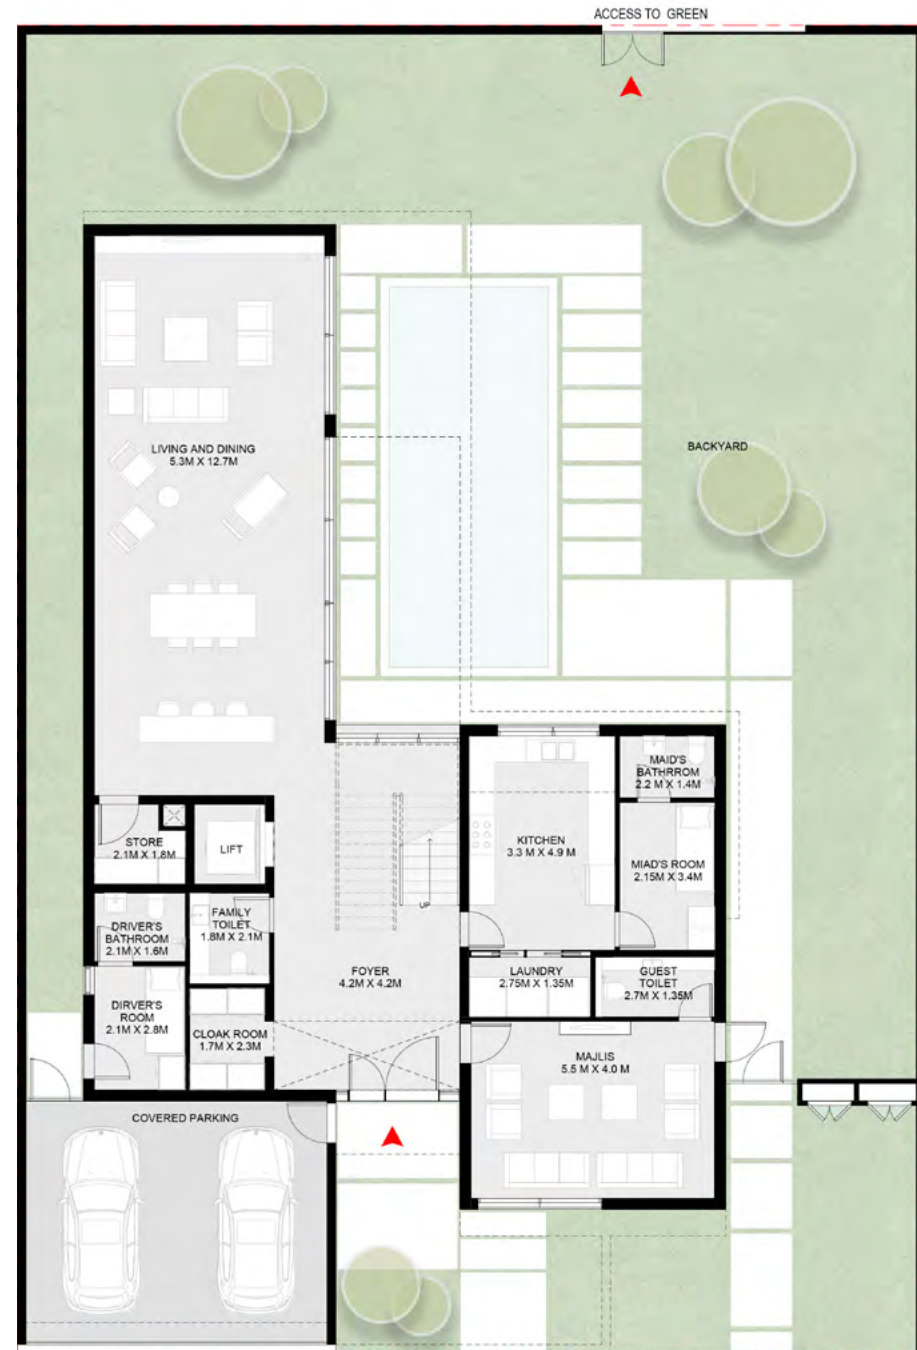 ACCESS TO GREEN
LIVING AND DINING
5.3M X 12.7M
BACKYARD
MAID'S
BATHRROM
2.2 M X 1.4M
STORE
2.1M X 1,8M
LIFT
KITCHEN
3.3 M X 4.9 M
MIAD'S ROOM
2.15M X 3.4M
UP
DRIVER'S
BATHROOM
2.1M X 1.6M
FAMILY
TOILET
1.8M X 2.1M
FOYER
4.2M X 4.2M
LAUNDRY
2.75M X 1.35M
GUEST
TOILET
2.7M X 1.35M
DIRVER'S
ROOM
2.1M X 2.8M
CLOAK ROOM
1.7M X 2.3M
MAJLIS
5.5 M X 4.0 M
COVERED PARKING